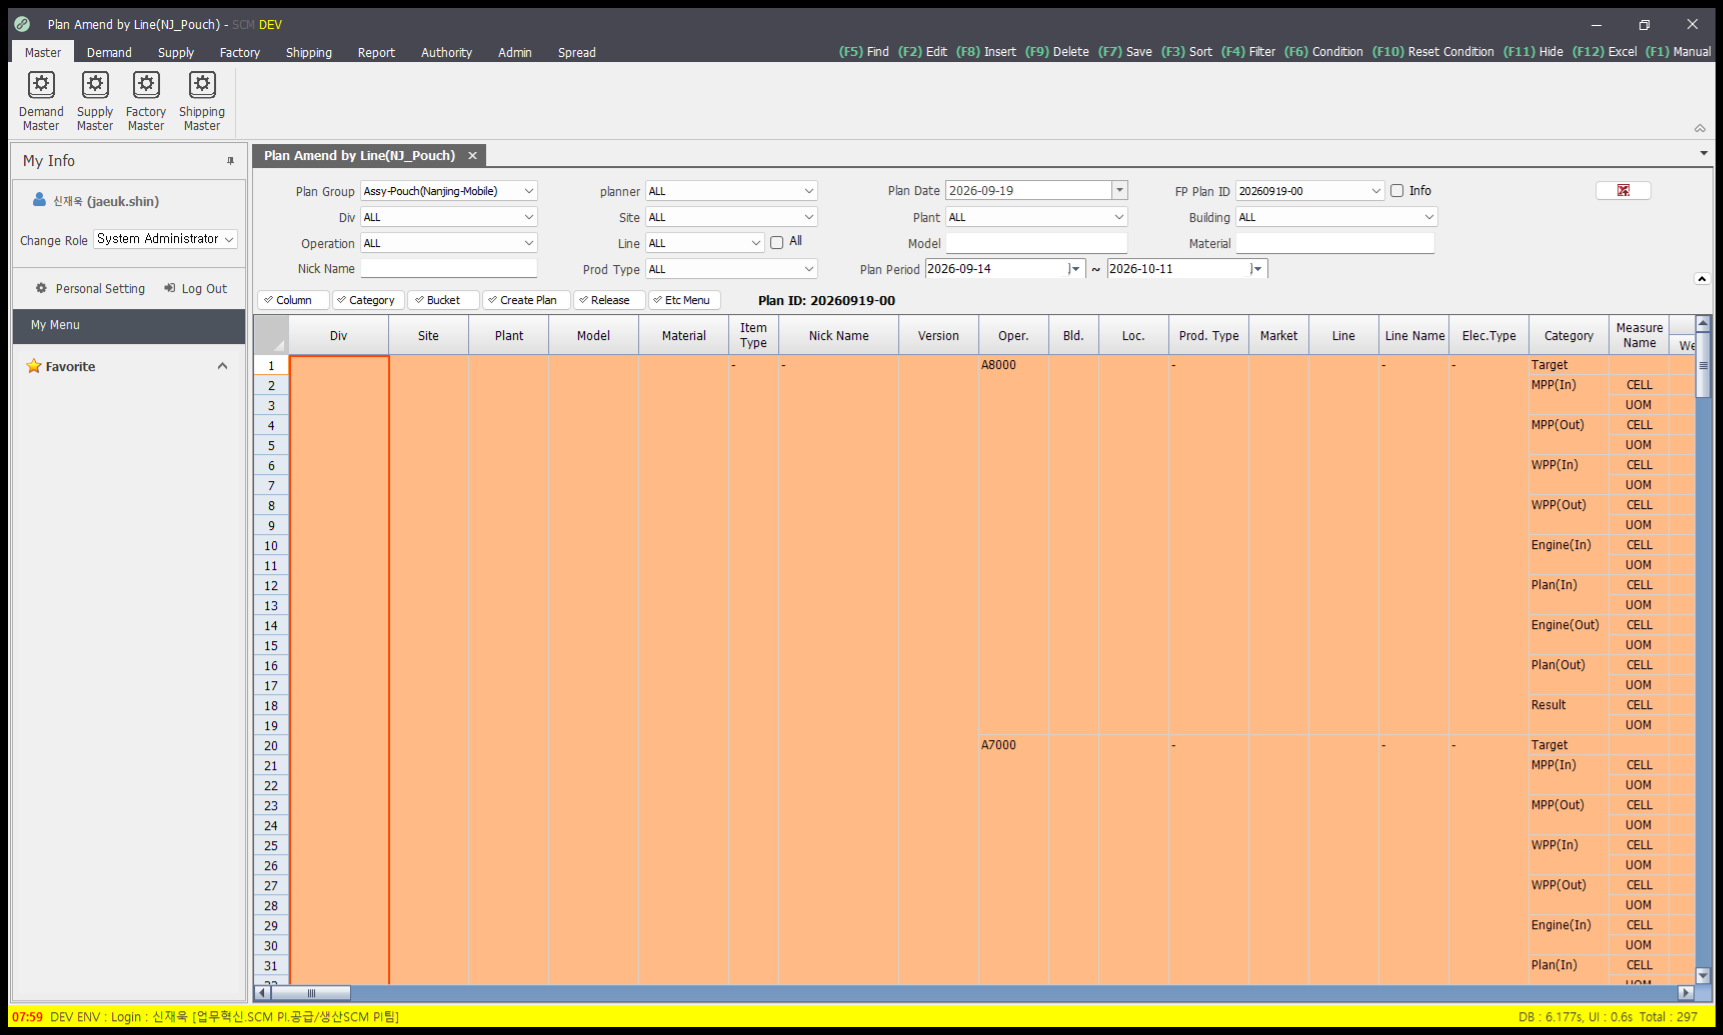 Plan Amend by Line(NJ_Pouch) - SCM DEV
Master Demand Supply Factory Shipping Report Authority Admin Spread
(F5) Find (F2) Edit (F8) Insert (F9) Delete (F7) Save (F3) Sort (F4) Filter (F6) Condition (F10) Reset Condition (F11) Hide (F12) Excel (F1) Manual
Demand Master
Supply Master
Factory Master
Shipping Master
My Info
신재욱 (jaeuk.shin)
Change Role System Administrator
Personal Setting Log Out
My Menu
Favorite
Plan Amend by Line(NJ_Pouch)
Plan Group Assy-Pouch(Nanjing-Mobile) planner ALL Plan Date 2026-09-19 FP Plan ID 20260919-00 Info
Div ALL Site ALL Plant ALL Building ALL
Operation ALL Line ALL All Model Material
Nick Name Prod Type ALL Plan Period 2026-09-14 ~ 2026-10-11
Column Category Bucket Create Plan Release Etc Menu Plan ID: 20260919-00
Div Site Plant Model Material Item Type Nick Name Version Oper. Bld. Loc. Prod. Type Market Line Line Name Elec.Type Category Measure Name We
1 - - A8000 - - - Target
2 MPP(In) CELL
3 UOM
4 MPP(Out) CELL
5 UOM
6 WPP(In) CELL
7 UOM
8 WPP(Out) CELL
9 UOM
10 Engine(In) CELL
11 UOM
12 Plan(In) CELL
13 UOM
14 Engine(Out) CELL
15 UOM
16 Plan(Out) CELL
17 UOM
18 Result CELL
19 UOM
20 A7000 - - - Target
21 MPP(In) CELL
22 UOM
23 MPP(Out) CELL
24 UOM
25 WPP(In) CELL
26 UOM
27 WPP(Out) CELL
28 UOM
29 Engine(In) CELL
30 UOM
31 Plan(In) CELL
32 UOM
07:59 DEV ENV : Login : 신재욱 [업무혁신.SCM PI.공급/생산SCM PI팀]
DB : 6.177s, UI : 0.6s Total : 297